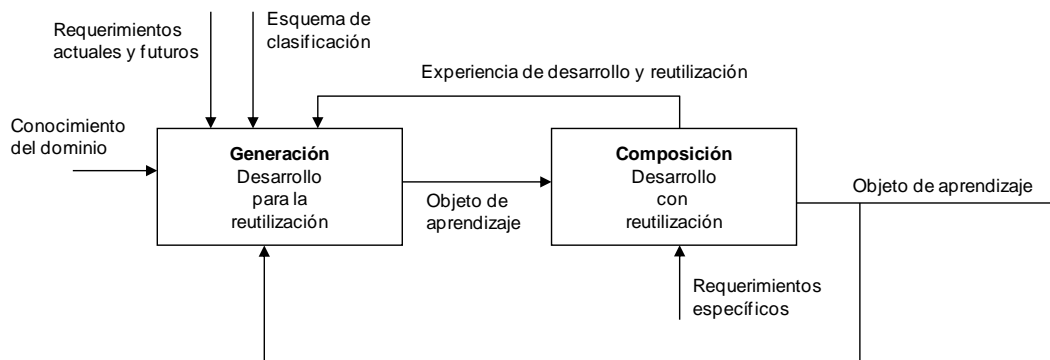 Requerimientos
actuales y futuros
Esquema de
clasificación
Experiencia de desarrollo y reutilización
Conocimiento
del dominio
Generación
Desarrollo
para la
reutilización
Objeto de
aprendizaje
Composición
Desarrollo
con
reutilización
Objeto de aprendizaje
Requerimientos
específicos